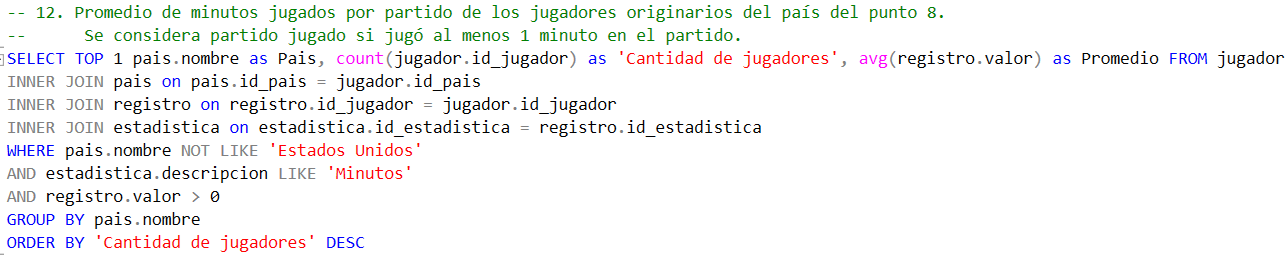 -- 12. Promedio de minutos jugados por partido de los jugadores originarios del país del punto 8.
--      Se considera partido jugado si jugó al menos 1 minuto en el partido.
SELECT TOP 1 pais.nombre as Pais, count(jugador.id_jugador) as 'Cantidad de jugadores', avg(registro.valor) as Promedio FROM jugador
INNER JOIN pais on pais.id_pais = jugador.id_pais
INNER JOIN registro on registro.id_jugador = jugador.id_jugador
INNER JOIN estadistica on estadistica.id_estadistica = registro.id_estadistica
WHERE pais.nombre NOT LIKE 'Estados Unidos'
AND estadistica.descripcion LIKE 'Minutos'
AND registro.valor > 0
GROUP BY pais.nombre
ORDER BY 'Cantidad de jugadores' DESC